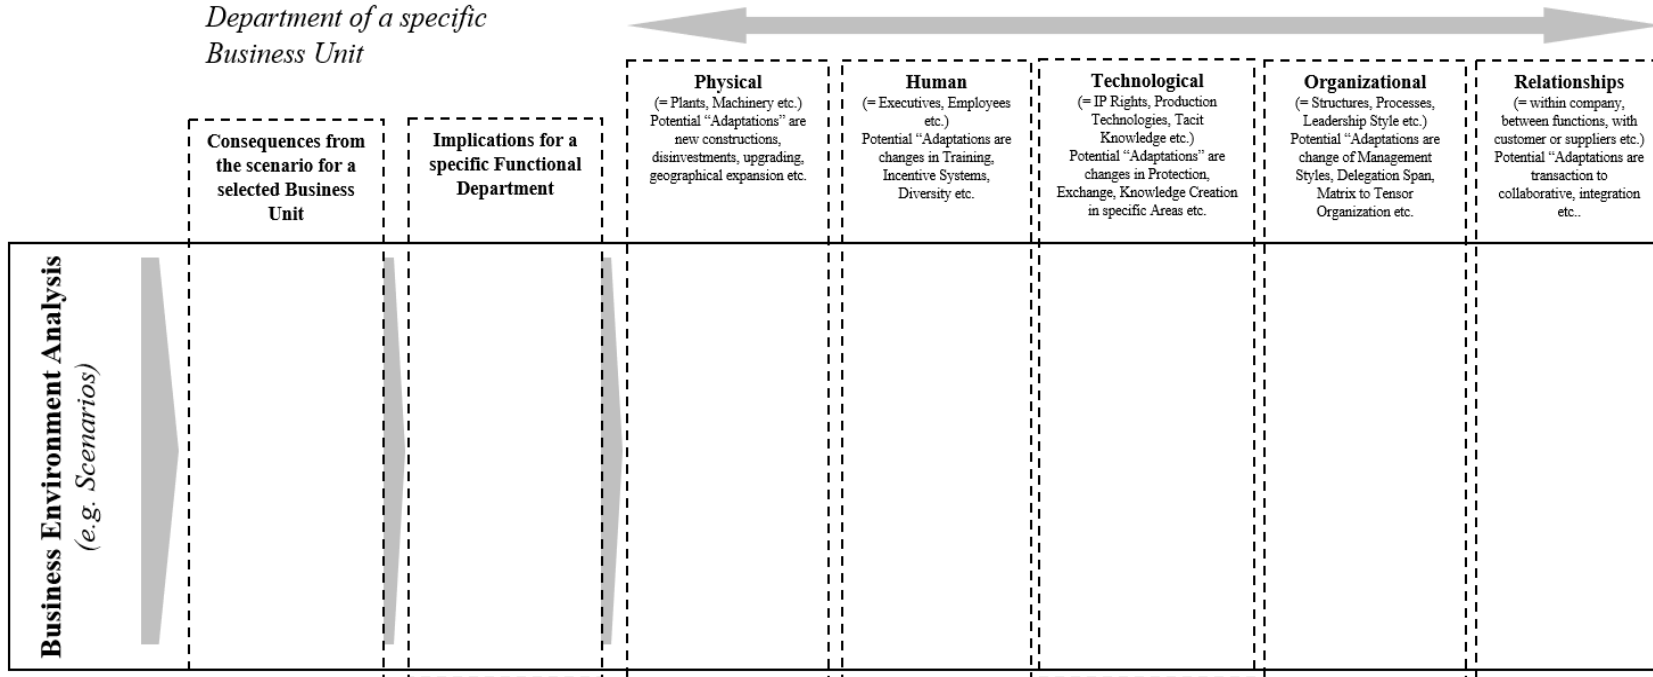 Department of a specific
Business Unit
Physical
(= Plants, Machinery etc.)
Potential “Adaptations” are
new constructions,
disinvestments, upgrading,
geographical expansion etc.
Human
(= Executives, Employees
etc.)
Potential “Adaptations are
changes in Training,
Incentive Systems,
Diversity etc.
Technological
(= IP Rights, Production
Technologies, Tacit
Knowledge etc.)
Potential “Adaptations” are
changes in Protection,
Exchange, Knowledge Creation
in specific Areas etc.
Organizational
(= Structures, Processes,
Leadership Style etc.)
Potential “Adaptations are
change of Management
Styles, Delegation Span,
Matrix to Tensor
Organization etc.
Relationships
(= within company,
between functions, with
customer or suppliers etc.)
Potential “Adaptations are
transaction to
collaborative, integration
etc..
Consequences from
the scenario for a
selected Business
Unit
Implications for a
specific Functional
Department
Business Environment Analysis
(e.g. Scenarios)